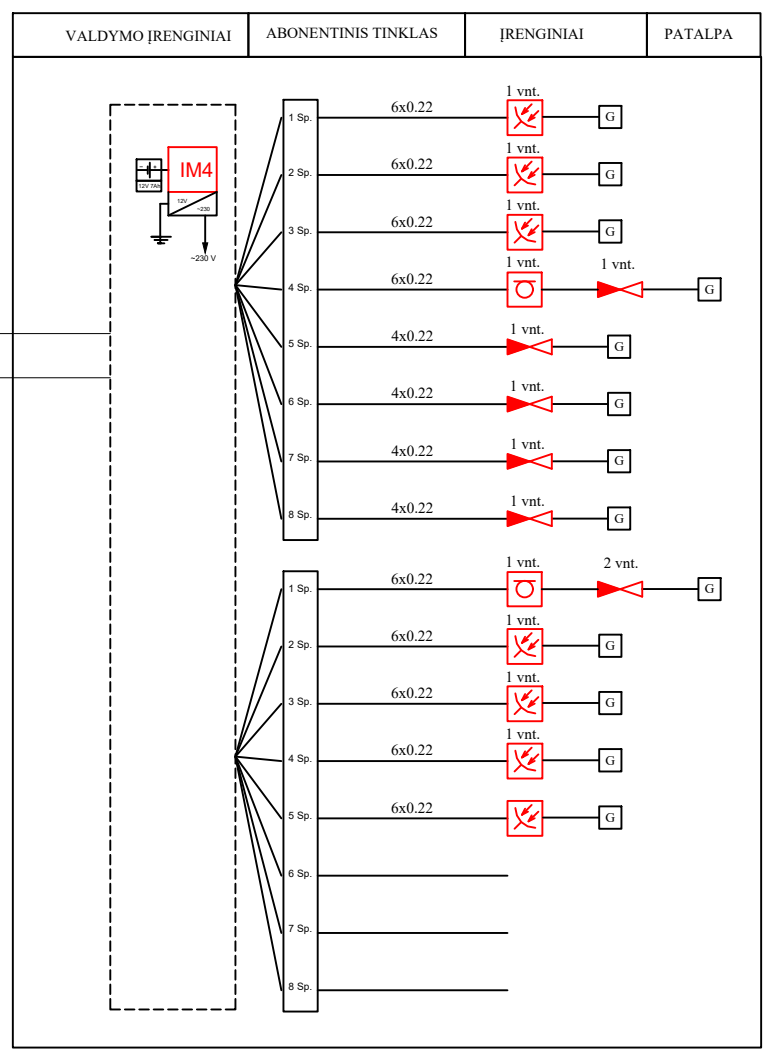 VALDYMO ĮRENGINIAI ABONENTINIS TINKLAS ĮRENGINIAI PATALPA
IM4
- +
12V 7Ah
12V
~230
~230 V
1 Sp. 6x0.22 1 vnt. G
2 Sp. 6x0.22 1 vnt. G
3 Sp. 6x0.22 1 vnt. G
4 Sp. 6x0.22 1 vnt. 1 vnt. G
5 Sp. 4x0.22 1 vnt. G
6 Sp. 4x0.22 1 vnt. G
7 Sp. 4x0.22 1 vnt. G
8 Sp. 4x0.22 1 vnt. G
1 Sp. 6x0.22 1 vnt. 2 vnt. G
2 Sp. 6x0.22 1 vnt. G
3 Sp. 6x0.22 1 vnt. G
4 Sp. 6x0.22 1 vnt. G
5 Sp. 6x0.22 G
6 Sp.
7 Sp.
8 Sp.